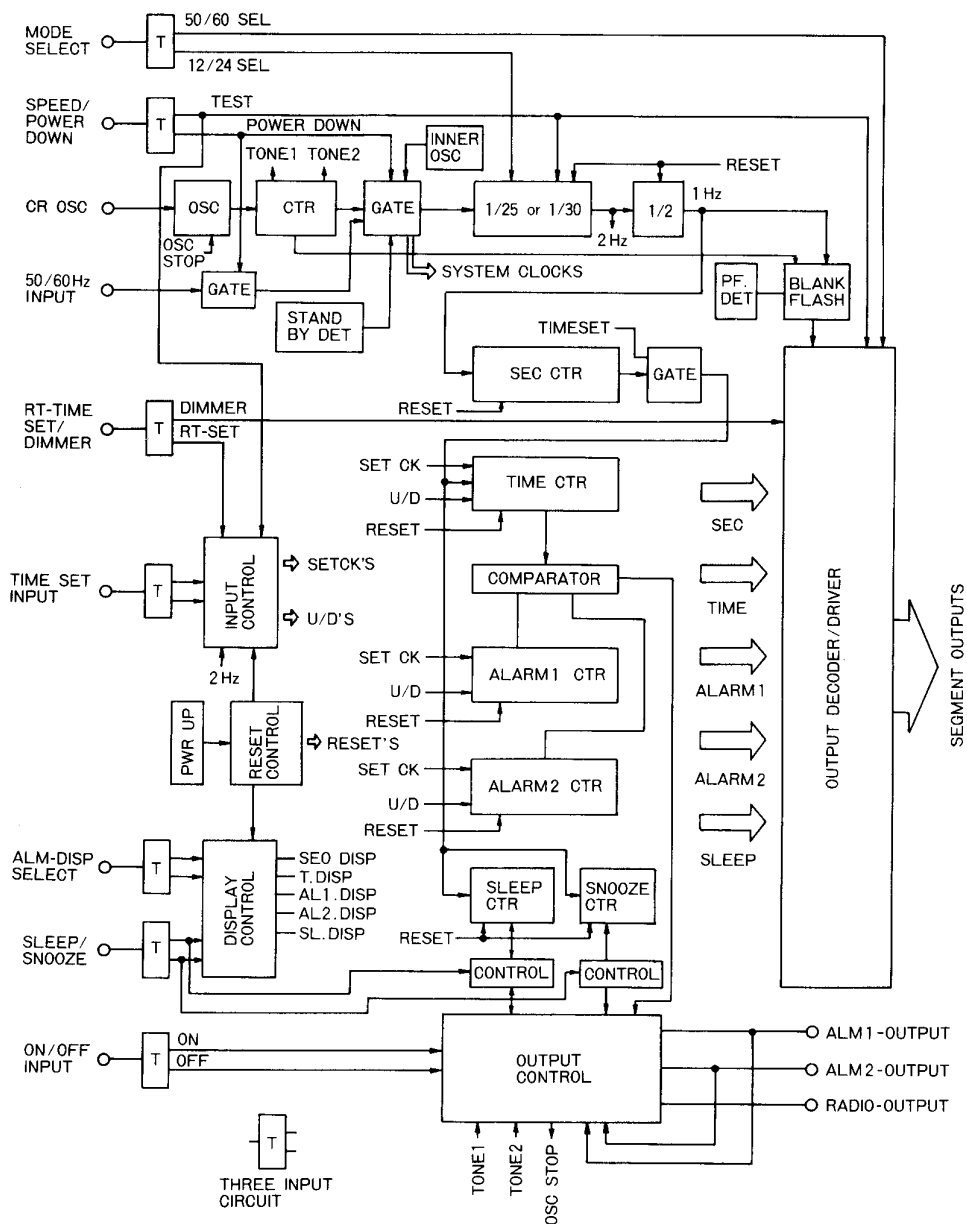 50/60 SEL
MODE
SELECT
T
12/24 SEL
SPEED/
POWER
DOWN
T
TEST
POWER DOWN
TONE1
TONE2
INNER
OSC
RESET
CR OSC
OSC
CTR
GATE
1/25 or 1/30
1/2
1 Hz
2 Hz
OSC
STOP
SYSTEM CLOCKS
50/60Hz
INPUT
GATE
PF.
DET
BLANK
FLASH
STAND
BY DET
TIMESET
SEC CTR
GATE
RESET
RT-TIME
SET/
DIMMER
T
DIMMER
RT-SET
SET CK
U/D
RESET
TIME CTR
SEC
TIME SET
INPUT
T
INPUT
CONTROL
SETCK'S
U/D'S
2 Hz
COMPARATOR
TIME
SET CK
U/D
RESET
ALARM1 CTR
ALARM1
OUTPUT DECODER/DRIVER
SEGMENT OUTPUTS
PWR UP
RESET
CONTROL
RESET'S
SET CK
U/D
RESET
ALARM2 CTR
ALARM2
SLEEP
ALM-DISP
SELECT
T
DISPLAY
CONTROL
SEO DISP
T.DISP
AL1.DISP
AL2.DISP
SL.DISP
SLEEP
CTR
SNOOZE
CTR
RESET
SLEEP/
SNOOZE
T
CONTROL
CONTROL
ON/OFF
INPUT
T
ON
OFF
OUTPUT
CONTROL
ALM1-OUTPUT
ALM2-OUTPUT
RADIO-OUTPUT
TONE1
TONE2
OSC STOP
T
THREE INPUT
CIRCUIT